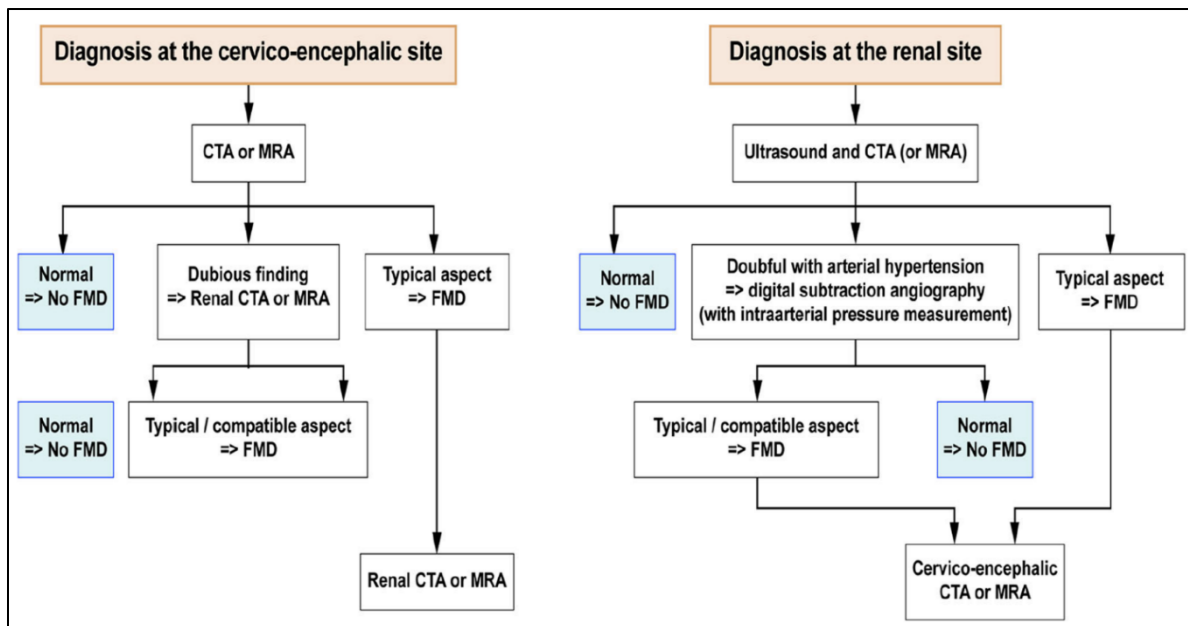 Diagnosis at the cervico-encephalic site
CTA or MRA
Normal
=> No FMD
Dubious finding
=> Renal CTA or MRA
Typical aspect
=> FMD
Normal
=> No FMD
Typical / compatible aspect
=> FMD
Renal CTA or MRA
Diagnosis at the renal site
Ultrasound and CTA (or MRA)
Normal
=> No FMD
Doubful with arterial hypertension
=> digital subtraction angiography
(with intraarterial pressure measurement)
Typical aspect
=> FMD
Typical / compatible aspect
=> FMD
Normal
=> No FMD
Cervico-encephalic
CTA or MRA